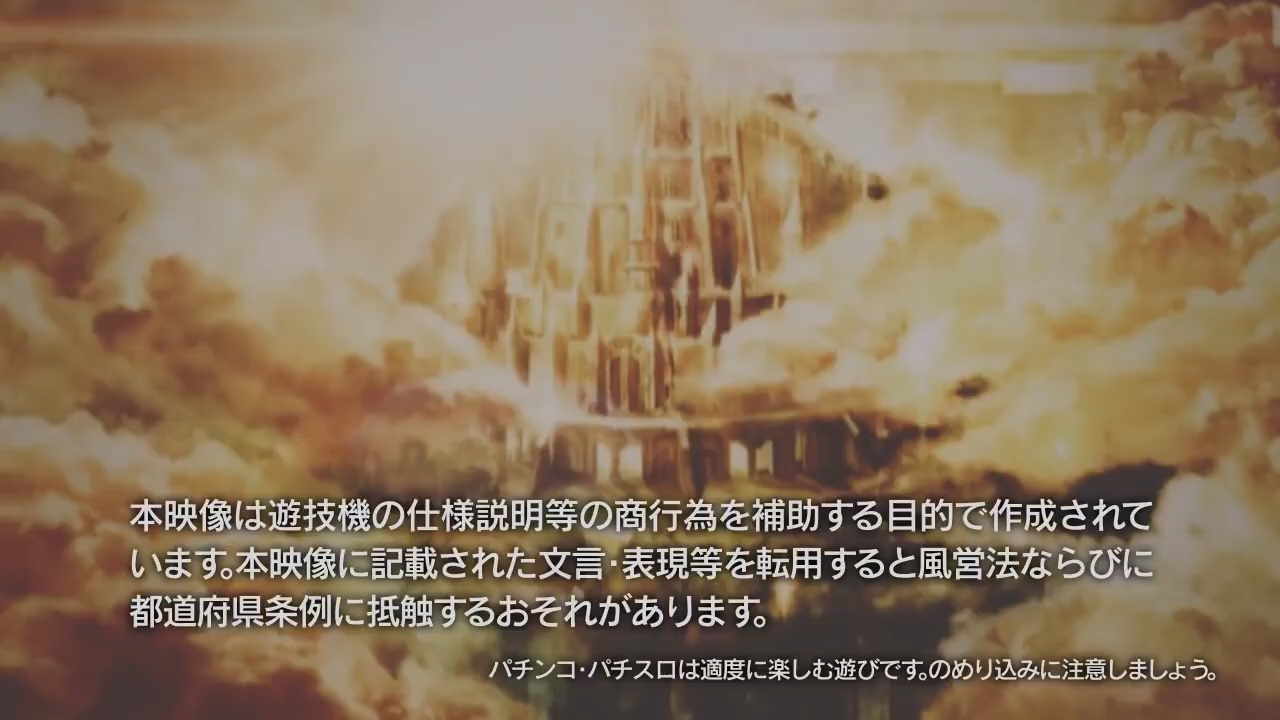 本映像は遊技機の仕様説明等の商行為を補助する目的で作成されて
います。本映像に記載された文言・表現等を転用すると風営法ならびに
都道府県条例に抵触するおそれがあります。
パチンコ・パチスロは適度に楽しむ遊びです。のめり込みに注意しましょう。